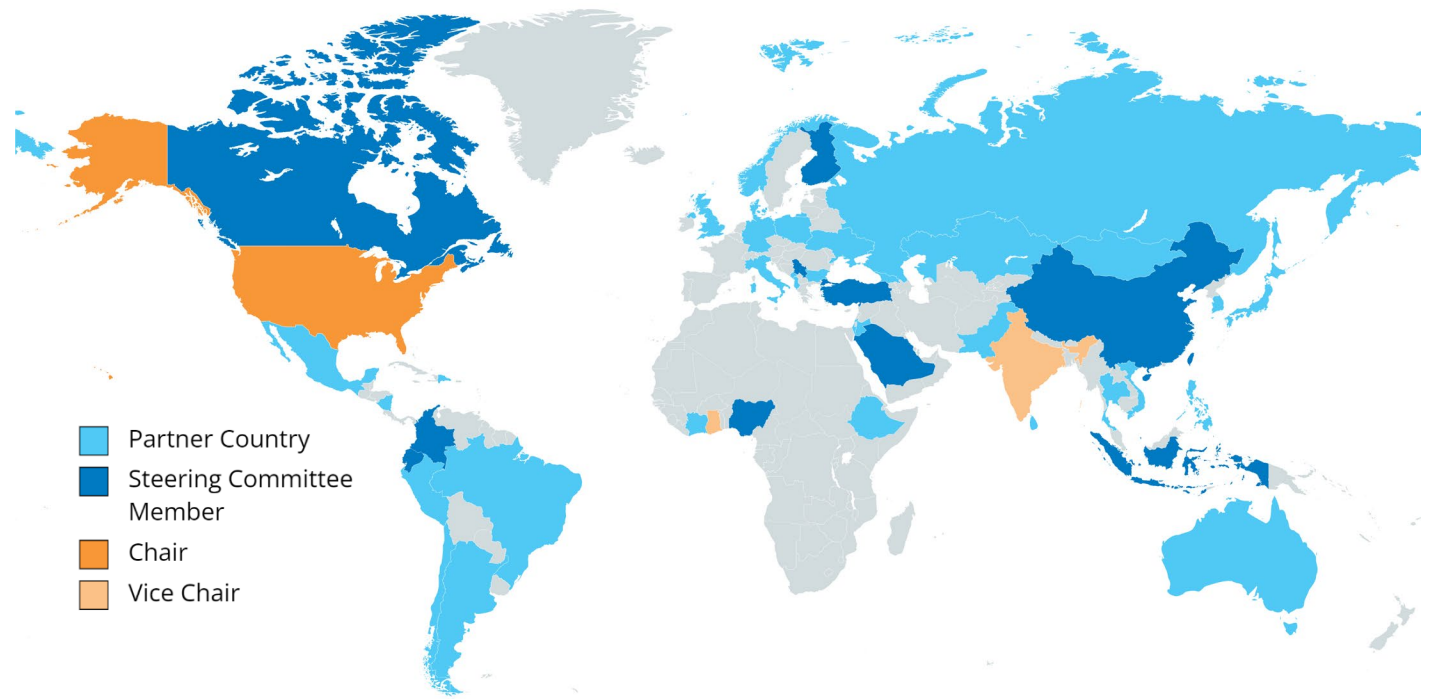 Partner Country
Steering Committee
Member
Chair
Vice Chair